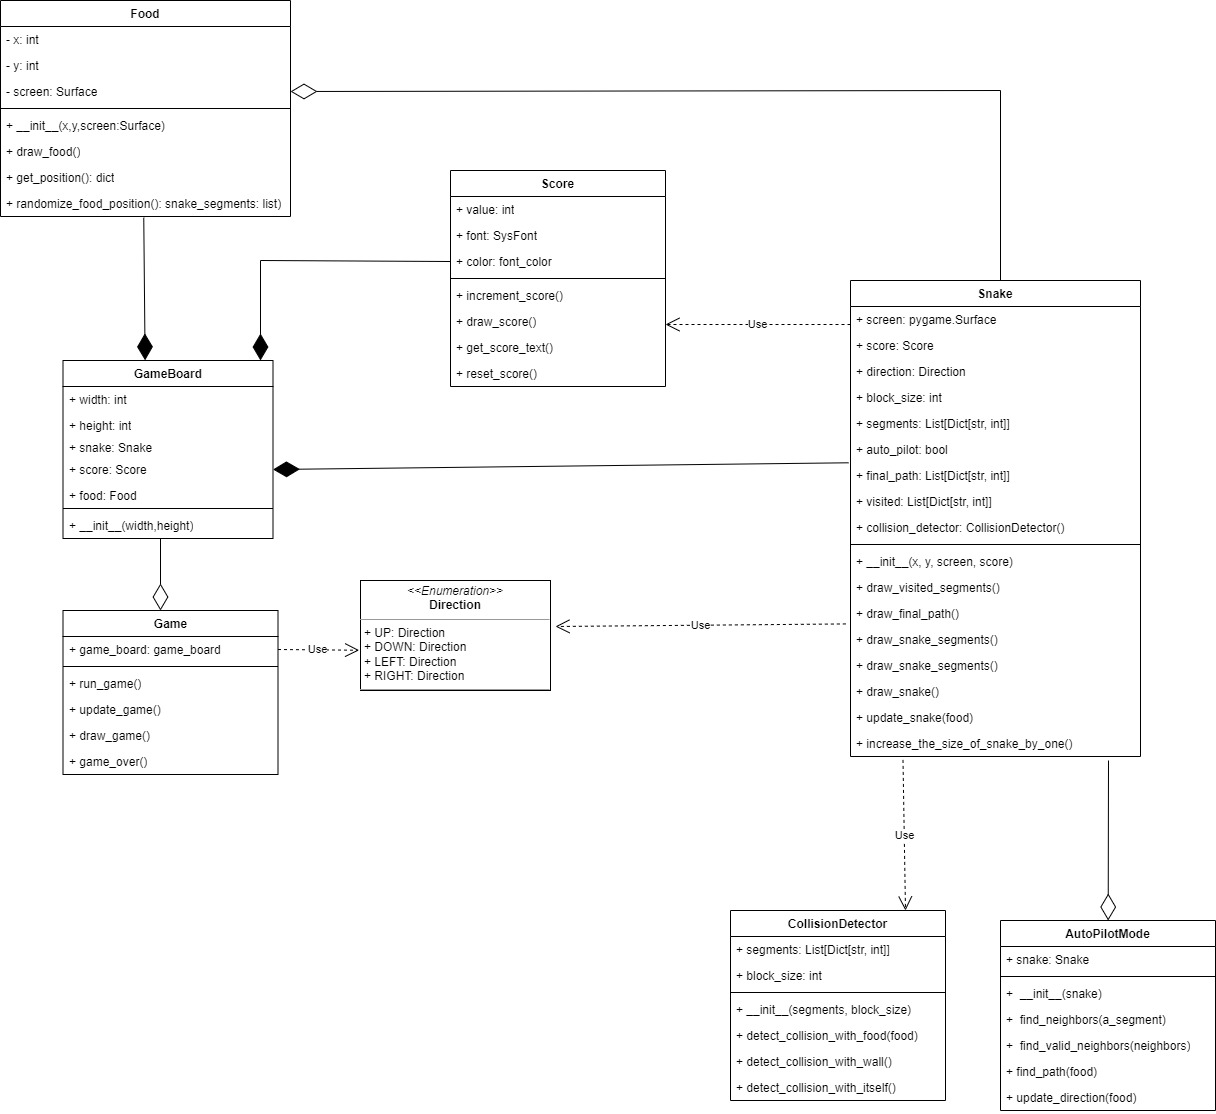 Food
- x: int
- y: int
- screen: Surface
+ __init__(x,y,screen:Surface)
+ draw_food()
+ get_position(): dict
+ randomize_food_position(): snake_segments: list)
Score
+ value: int
+ font: SysFont
+ color: font_color
+ increment_score()
+ draw_score()
+ get_score_text()
+ reset_score()
Use
Snake
+ screen: pygame.Surface
+ score: Score
+ direction: Direction
+ block_size: int
+ segments: List[Dict[str, int]]
+ auto_pilot: bool
+ final_path: List[Dict[str, int]]
+ visited: List[Dict[str, int]]
+ collision_detector: CollisionDetector()
+ __init__(x, y, screen, score)
+ draw_visited_segments()
+ draw_final_path()
+ draw_snake_segments()
+ draw_snake_segments()
+ draw_snake()
+ update_snake(food)
+ increase_the_size_of_snake_by_one()
GameBoard
+ width: int
+ height: int
+ snake: Snake
+ score: Score
+ food: Food
+ __init__(width,height)
Game
+ game_board: game_board
+ run_game()
+ update_game()
+ draw_game()
+ game_over()
Use
<<Enumeration>>
Direction
+ UP: Direction
+ DOWN: Direction
+ LEFT: Direction
+ RIGHT: Direction
Use
Use
CollisionDetector
+ segments: List[Dict[str, int]]
+ block_size: int
+ __init__(segments, block_size)
+ detect_collision_with_food(food)
+ detect_collision_with_wall()
+ detect_collision_with_itself()
AutoPilotMode
+ snake: Snake
+ __init__(snake)
+ find_neighbors(a_segment)
+ find_valid_neighbors(neighbors)
+ find_path(food)
+ update_direction(food)